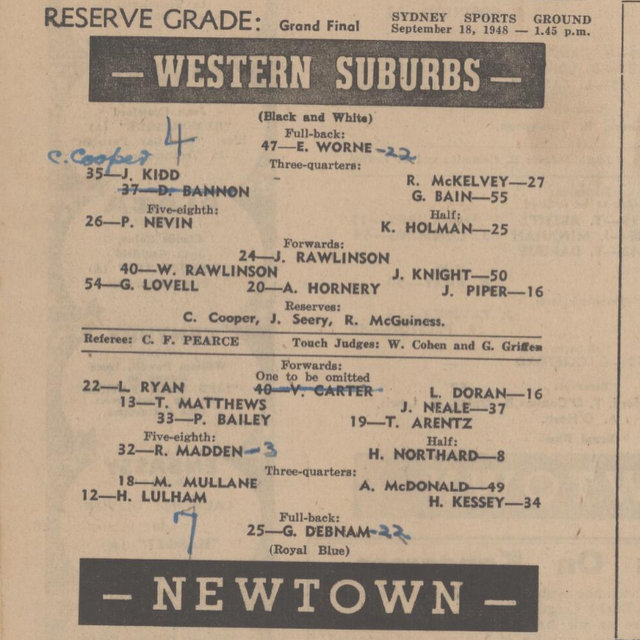 RESERVE GRADE: Grand Final SYDNEY SPORTS GROUND
September 18, 1948 — 1.45 p.m.
— WESTERN SUBURBS —
(Black and White)
4
Full-back:
47—E. WORNE -22
C. Cooper
Three-quarters:
35—J. KIDD R. McKELVEY—27
37—D. BANNON G. BAIN—55
Five-eighth: Half:
26—P. NEVIN K. HOLMAN—25
Forwards:
24—J. RAWLINSON
40—W. RAWLINSON J. KNIGHT—50
54—G. LOVELL 20—A. HORNERY J. PIPER—16
Reserves:
C. Cooper, J. Seery, R. McGuiness.
Referee: C. F. PEARCE Touch Judges: W. Cohen and G. Griffen
Forwards:
One to be omitted
22—L. RYAN 40—V. CARTER L. DORAN—16
13—T. MATTHEWS J. NEALE—37
33—P. BAILEY 19—T. ARENTZ
Five-eighth: Half:
32—R. MADDEN -3 H. NORTHARD—8
Three-quarters:
18—M. MULLANE A. McDONALD—49
12—H. LULHAM H. KESSEY—34
7
Full-back:
25—G. DEBNAM -22
(Royal Blue)
— NEWTOWN —